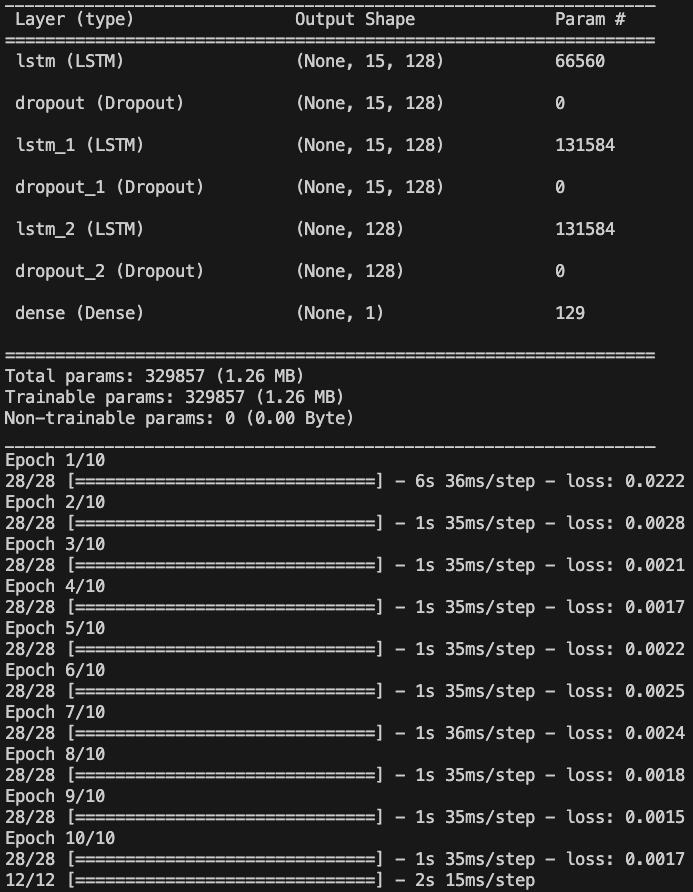 Layer (type)                Output Shape              Param #
=================================================================
lstm (LSTM)                 (None, 15, 128)           66560
dropout (Dropout)           (None, 15, 128)           0
lstm_1 (LSTM)               (None, 15, 128)           131584
dropout_1 (Dropout)         (None, 15, 128)           0
lstm_2 (LSTM)               (None, 128)               131584
dropout_2 (Dropout)         (None, 128)               0
dense (Dense)               (None, 1)                 129
=================================================================
Total params: 329857 (1.26 MB)
Trainable params: 329857 (1.26 MB)
Non-trainable params: 0 (0.00 Byte)
_________________________________________________________________
Epoch 1/10
28/28 [==============================] - 6s 36ms/step - loss: 0.0222
Epoch 2/10
28/28 [==============================] - 1s 35ms/step - loss: 0.0028
Epoch 3/10
28/28 [==============================] - 1s 35ms/step - loss: 0.0021
Epoch 4/10
28/28 [==============================] - 1s 35ms/step - loss: 0.0017
Epoch 5/10
28/28 [==============================] - 1s 35ms/step - loss: 0.0022
Epoch 6/10
28/28 [==============================] - 1s 35ms/step - loss: 0.0025
Epoch 7/10
28/28 [==============================] - 1s 36ms/step - loss: 0.0024
Epoch 8/10
28/28 [==============================] - 1s 35ms/step - loss: 0.0018
Epoch 9/10
28/28 [==============================] - 1s 35ms/step - loss: 0.0015
Epoch 10/10
28/28 [==============================] - 1s 35ms/step - loss: 0.0017
12/12 [==============================] - 2s 15ms/step